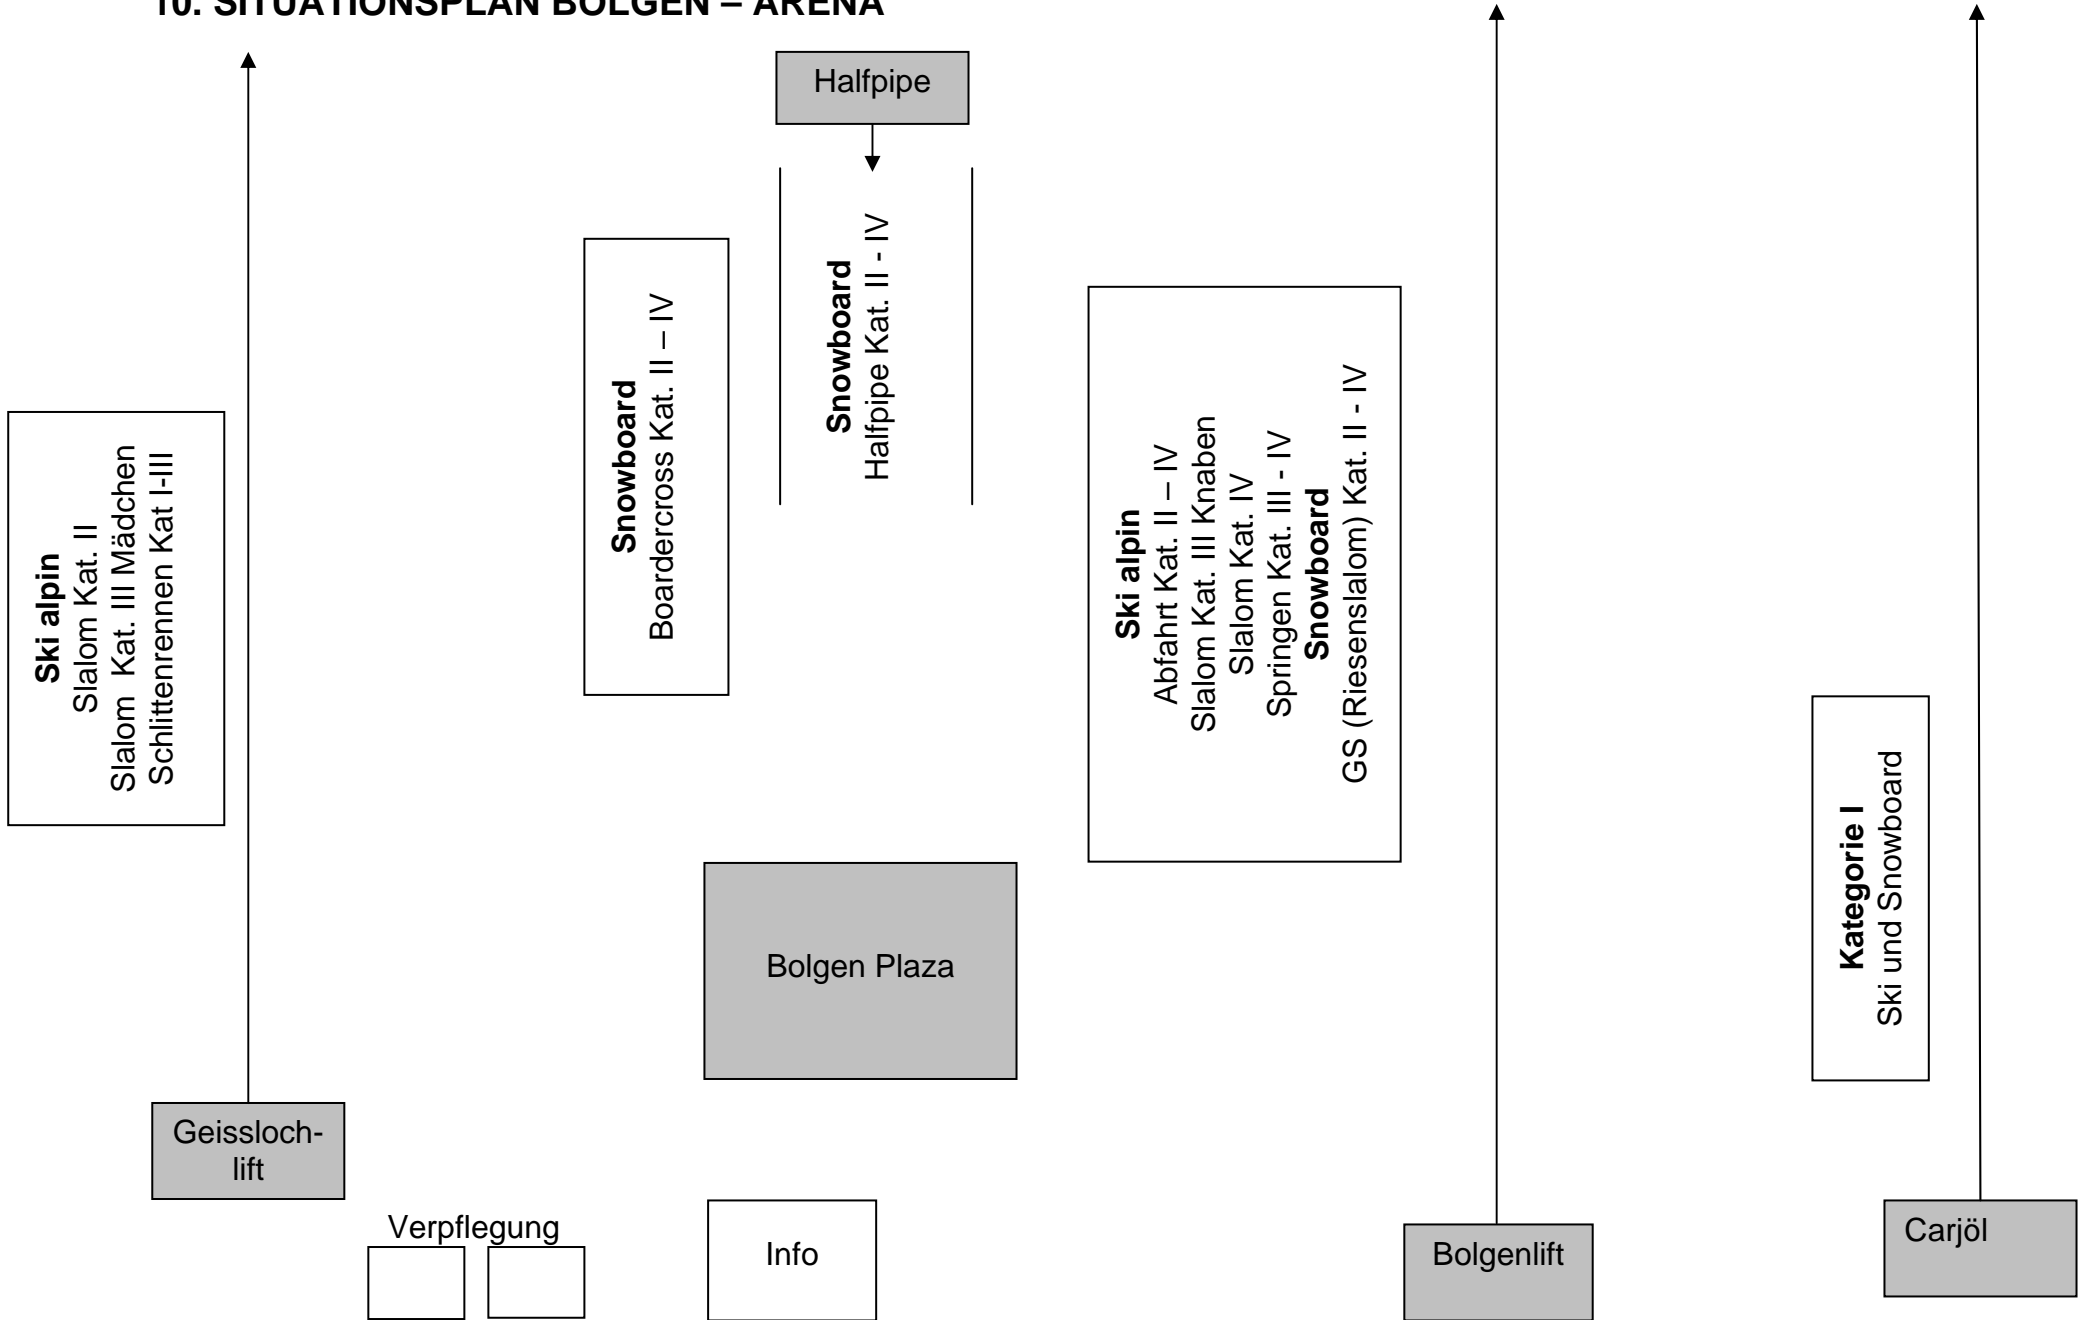 10. SITUATIONSPLAN BOLGEN – ARENA
Halfpipe
Ski alpin
Slalom Kat. II
Slalom  Kat. III Mädchen
Schlittenrennen Kat I-III
Snowboard
Boardercross Kat. II – IV
Snowboard
Halfpipe Kat. II - IV
Ski alpin
Abfahrt Kat. II – IV
Slalom Kat. III Knaben
Slalom Kat. IV
Springen Kat. III - IV
Snowboard
GS (Riesenslalom) Kat. II - IV
Kategorie I
Ski und Snowboard
Bolgen Plaza
Geissloch-
lift
Verpflegung
Info
Bolgenlift
Carjöl